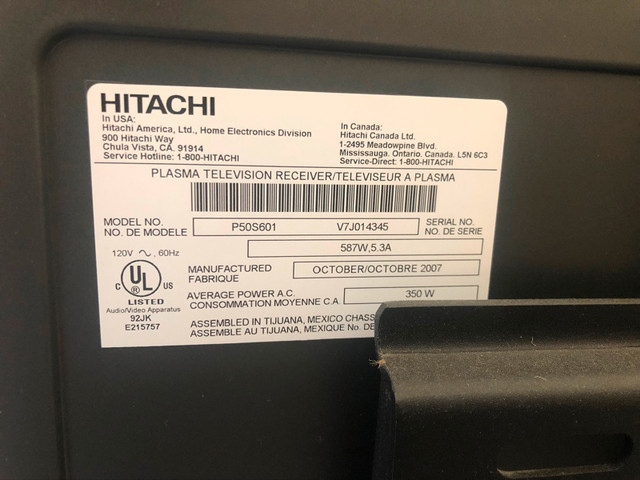 HITACHI
In USA:
Hitachi America, Ltd., Home Electronics Division
900 Hitachi Way
Chula Vista, CA. 91914
Service Hotline: 1-800-HITACHI
In Canada:
Hitachi Canada Ltd.
1-2495 Meadowpine Blvd.
Mississauga. Ontario. Canada. L5N 6C3
Service-Direct: 1-800-HITACHI
PLASMA TELEVISION RECEIVER/TELEVISEUR A PLASMA
MODEL NO. P50S601 V7J014345 SERIAL NO.
NO. DE MODELE NO. DE SERIE
120V ∼, 60Hz 587W,5.3A
MANUFACTURED OCTOBER/OCTOBRE 2007
FABRIQUE
C UL US
LISTED
Audio/Video Apparatus
92JK
E215757
AVERAGE POWER A.C. 350 W
CONSOMMATION MOYENNE C.A
ASSEMBLED IN TIJUANA, MEXICO CHASS
ASSEMBLE AU TIJUANA, MEXIQUE No. DE